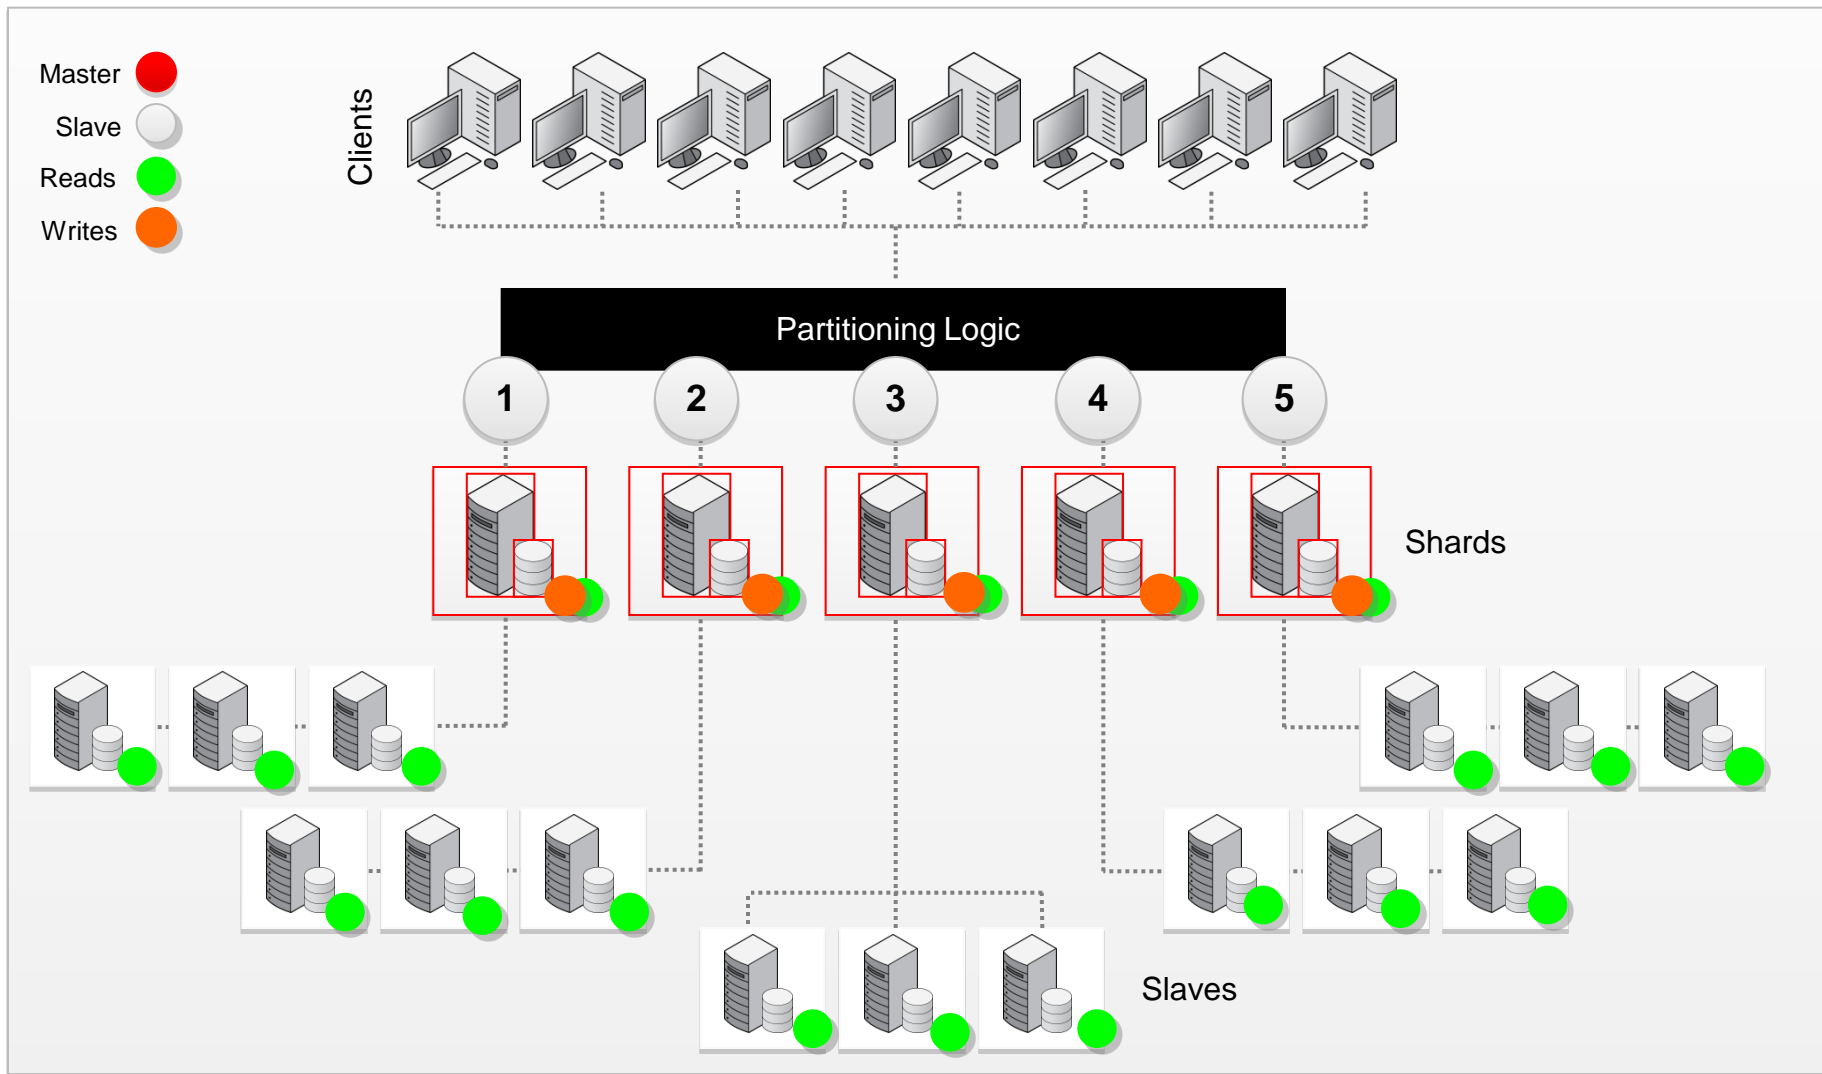 Master
Slave
Reads
Writes
Clients
Partitioning Logic
1
2
3
4
5
Shards
Slaves